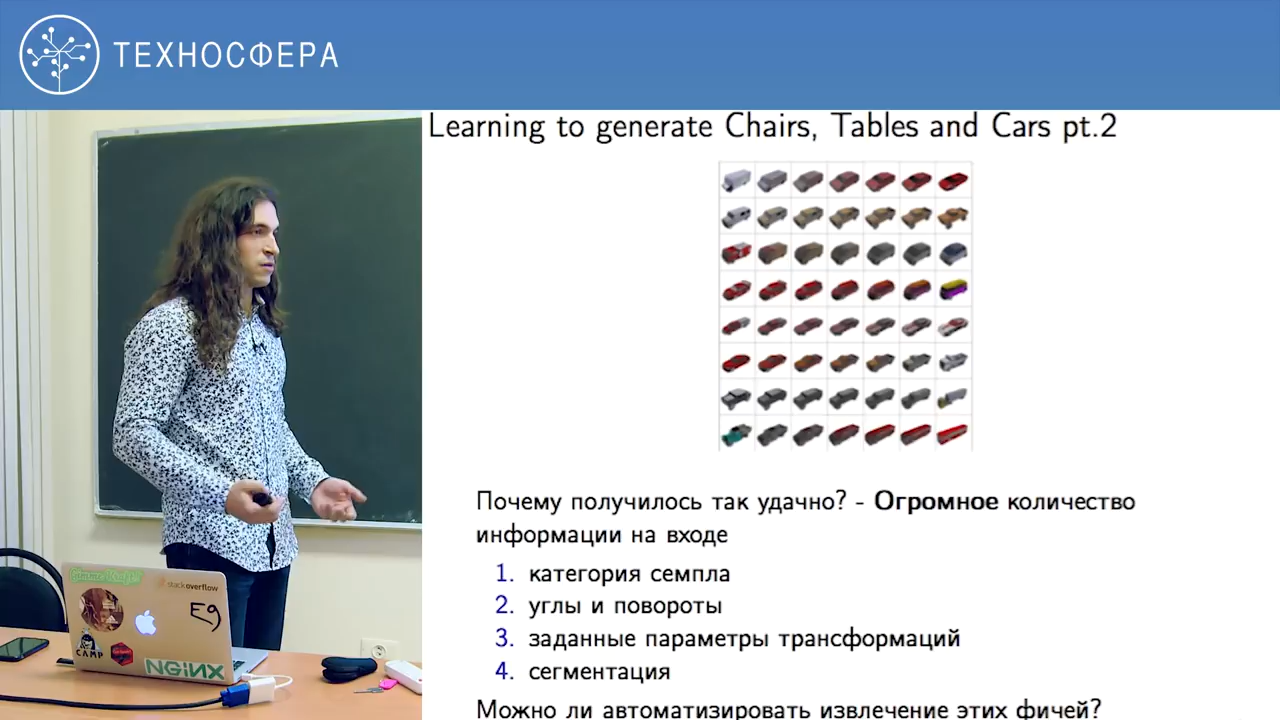 ТЕХНОСФЕРА
Learning to generate Chairs, Tables and Cars pt.2
Почему получилось так удачно? - Огромное количество
информации на входе
1. категория семпла
2. углы и повороты
3. заданные параметры трансформаций
4. сегментация
Можно ли автоматизировать извлечение этих фичей?
stackoverflow
E9
CAMP
NGINX